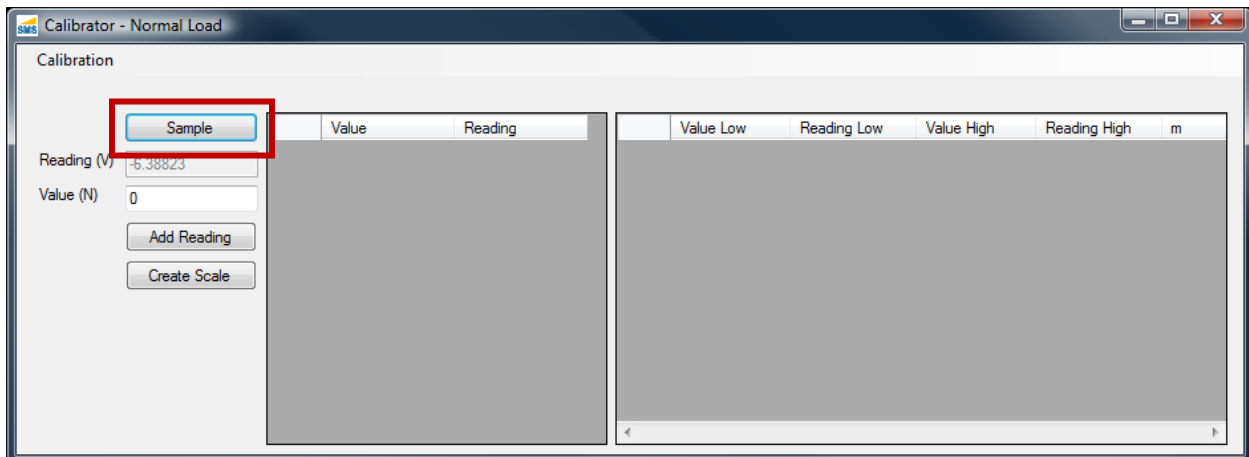 SMS Calibrator - Normal Load
Calibration
Sample
Reading (V) -6.38823
Value (N) 0
Add Reading
Create Scale
Value Reading
Value Low Reading Low Value High Reading High m